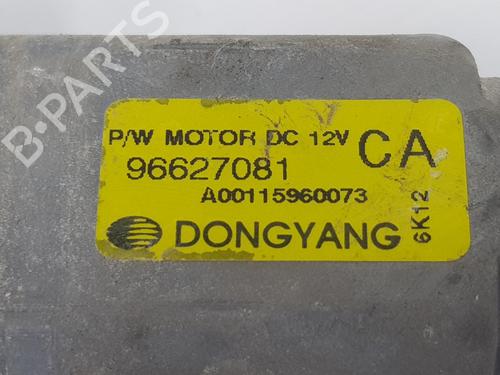 B-PARTS
P/W MOTOR DC 12V CA
96627081
A00115960073
6K12
DONGYANG